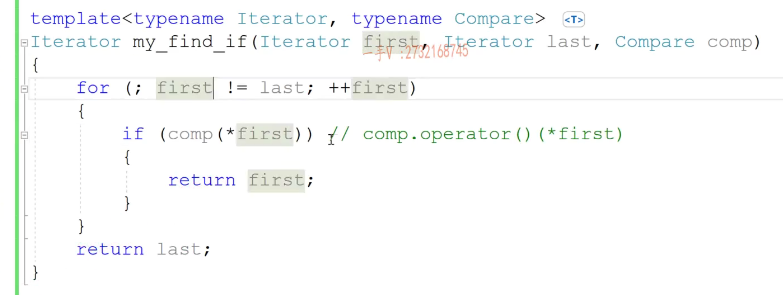 template<typename Iterator, typename Compare> <T>
Iterator my_find_if(Iterator first, Iterator last, Compare comp)
一手V :2732168745
{
for (; first != last; ++first)
{
if (comp(*first)) // comp.operator()(*first)
{
return first;
}
}
return last;
}